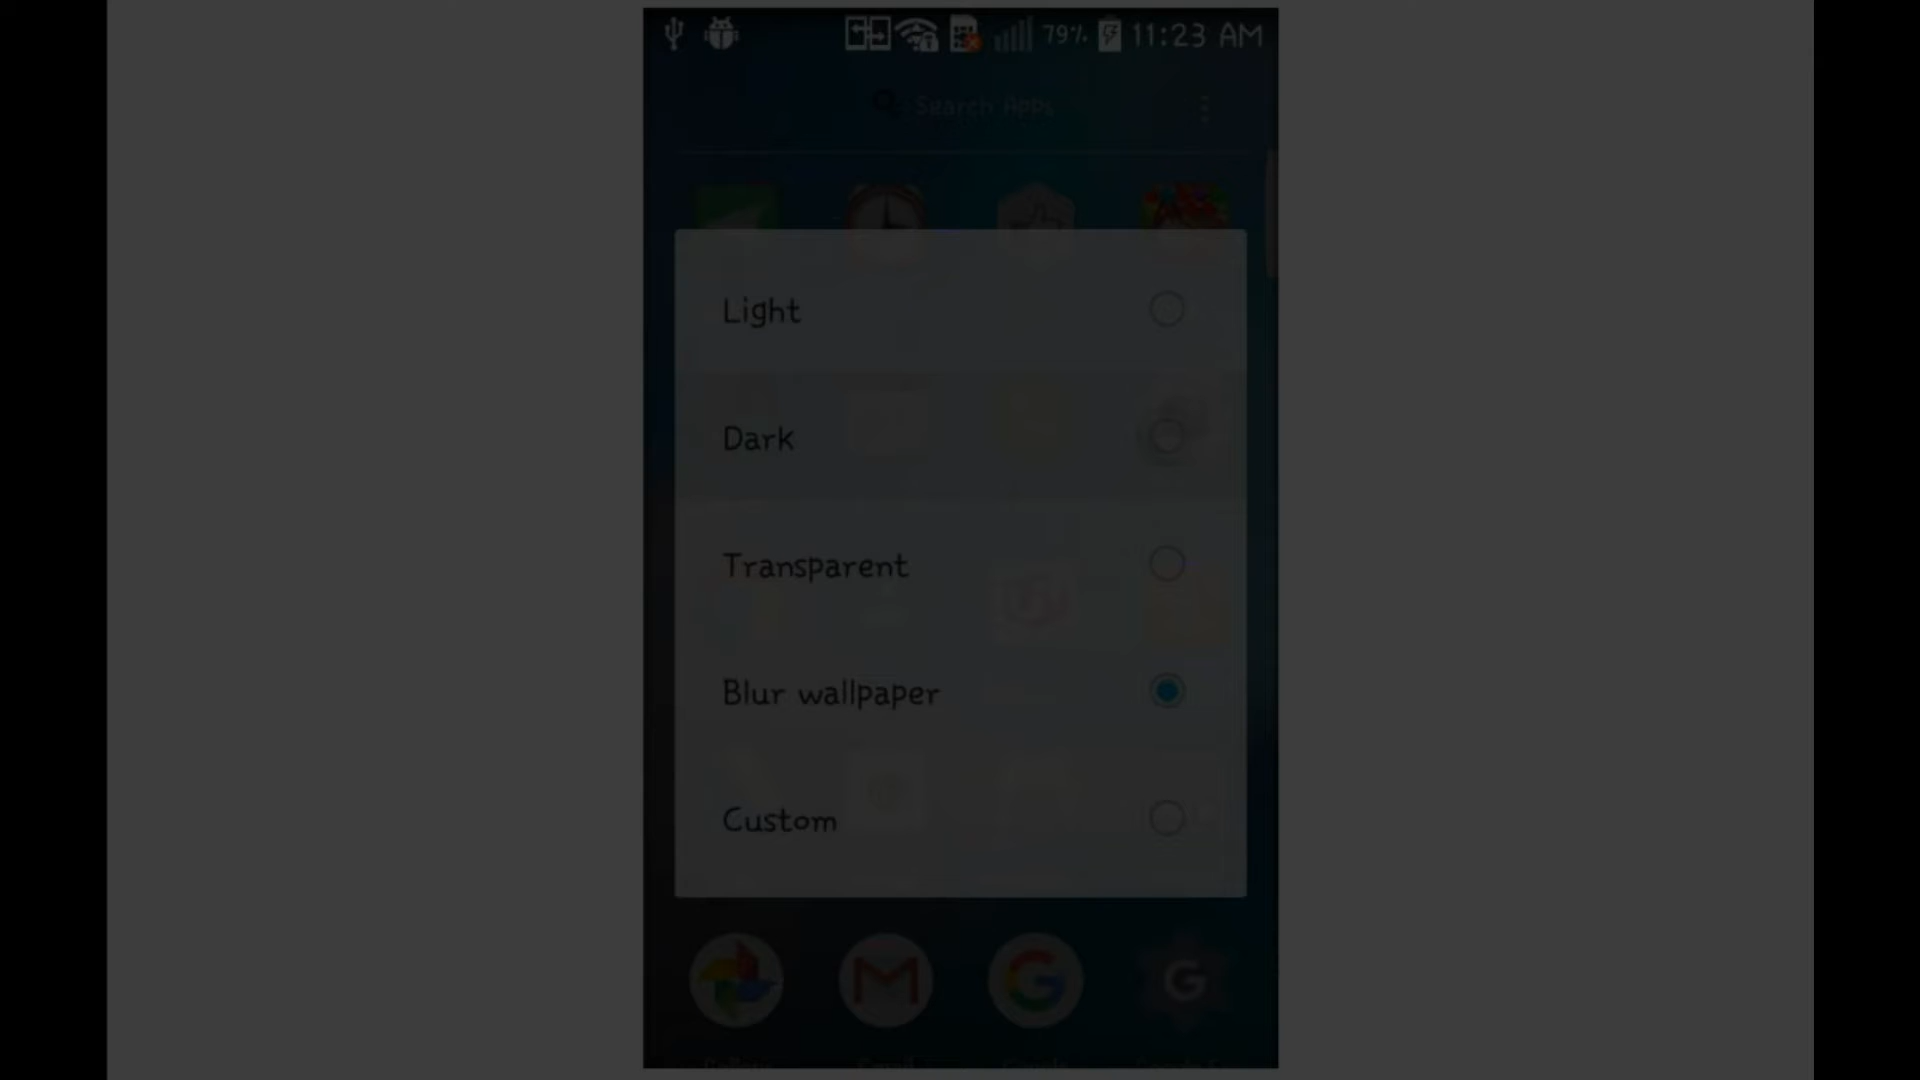 79% 11:23 AM
Search Apps
Light
Dark
Transparent
Blur wallpaper
Custom